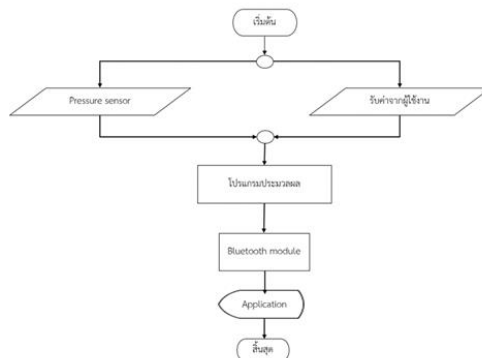 เริ่มต้น
Pressure sensor
รับค่าจากผู้ใช้งาน
โปรแกรมประมวลผล
Bluetooth module
Application
สิ้นสุด